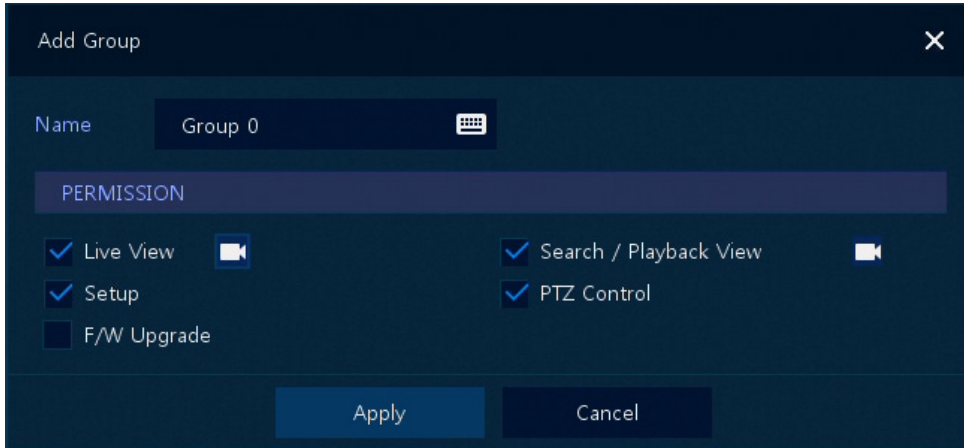 Add Group
Name Group 0
PERMISSION
Live View Search / Playback View
Setup PTZ Control
F/W Upgrade
Apply Cancel